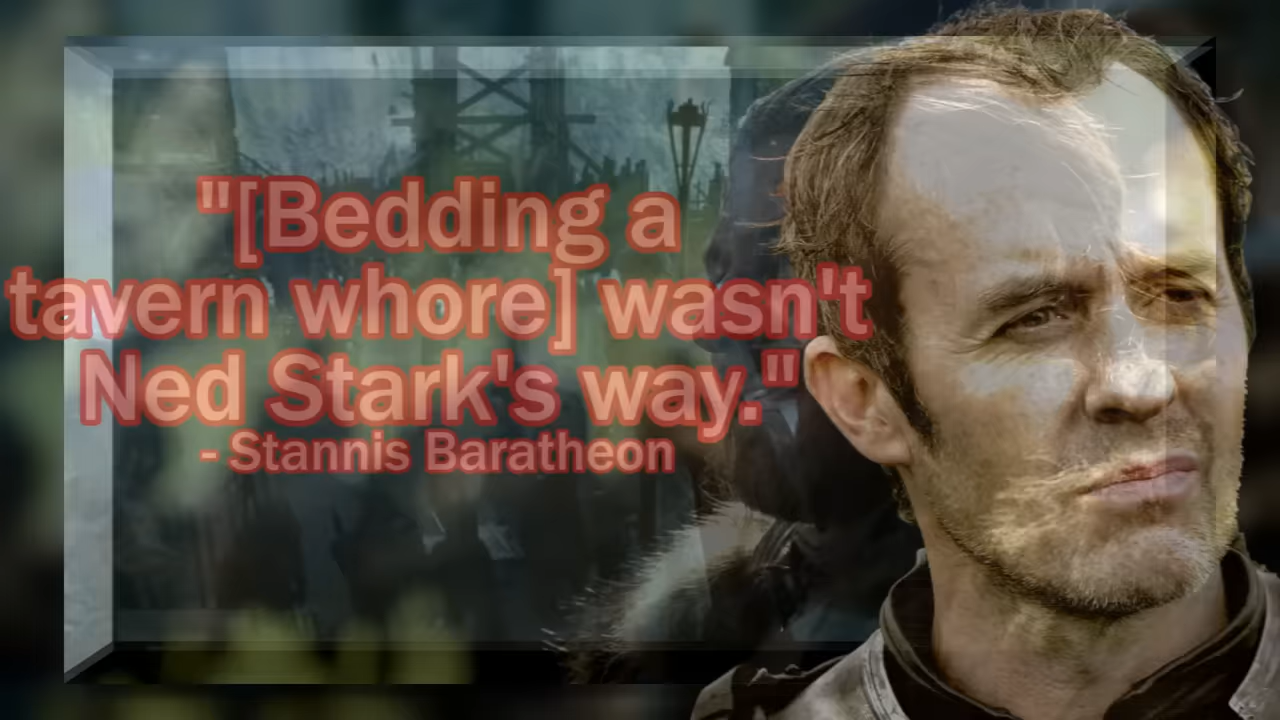 "[Bedding a
tavern whore] wasn't
Ned Stark's way."
- Stannis Baratheon